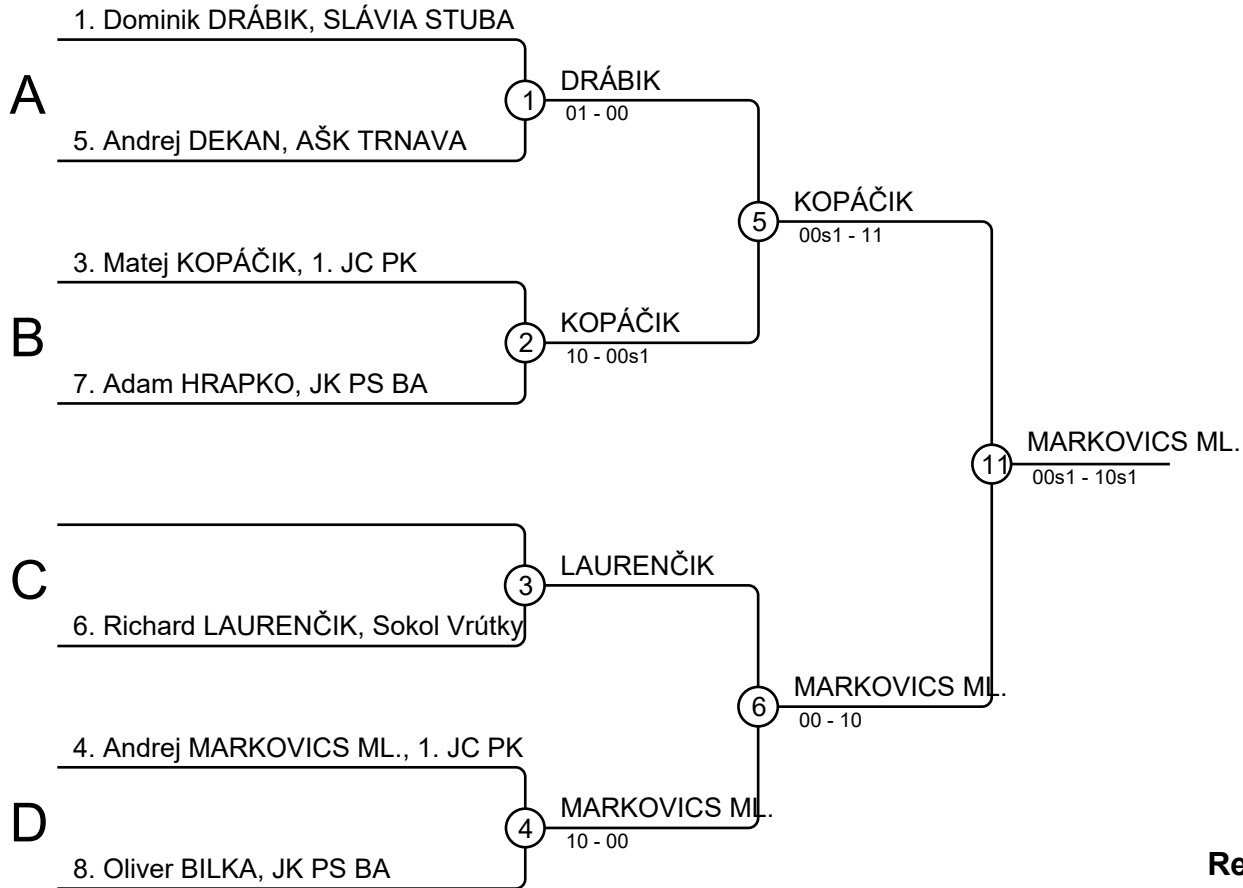 1. Dominik DRÁBIK, SLÁVIA STUBA
A
1
DRÁBIK
01 - 00
5. Andrej DEKAN, AŠK TRNAVA
5
KOPÁČIK
00s1 - 11
3. Matej KOPÁČIK, 1. JC PK
B
2
KOPÁČIK
10 - 00s1
7. Adam HRAPKO, JK PS BA
11
MARKOVICS ML.
00s1 - 10s1
C
3
LAURENČIK
6. Richard LAURENČIK, Sokol Vrútky
6
MARKOVICS ML.
00 - 10
4. Andrej MARKOVICS ML., 1. JC PK
D
4
MARKOVICS ML.
10 - 00
8. Oliver BILKA, JK PS BA
Re